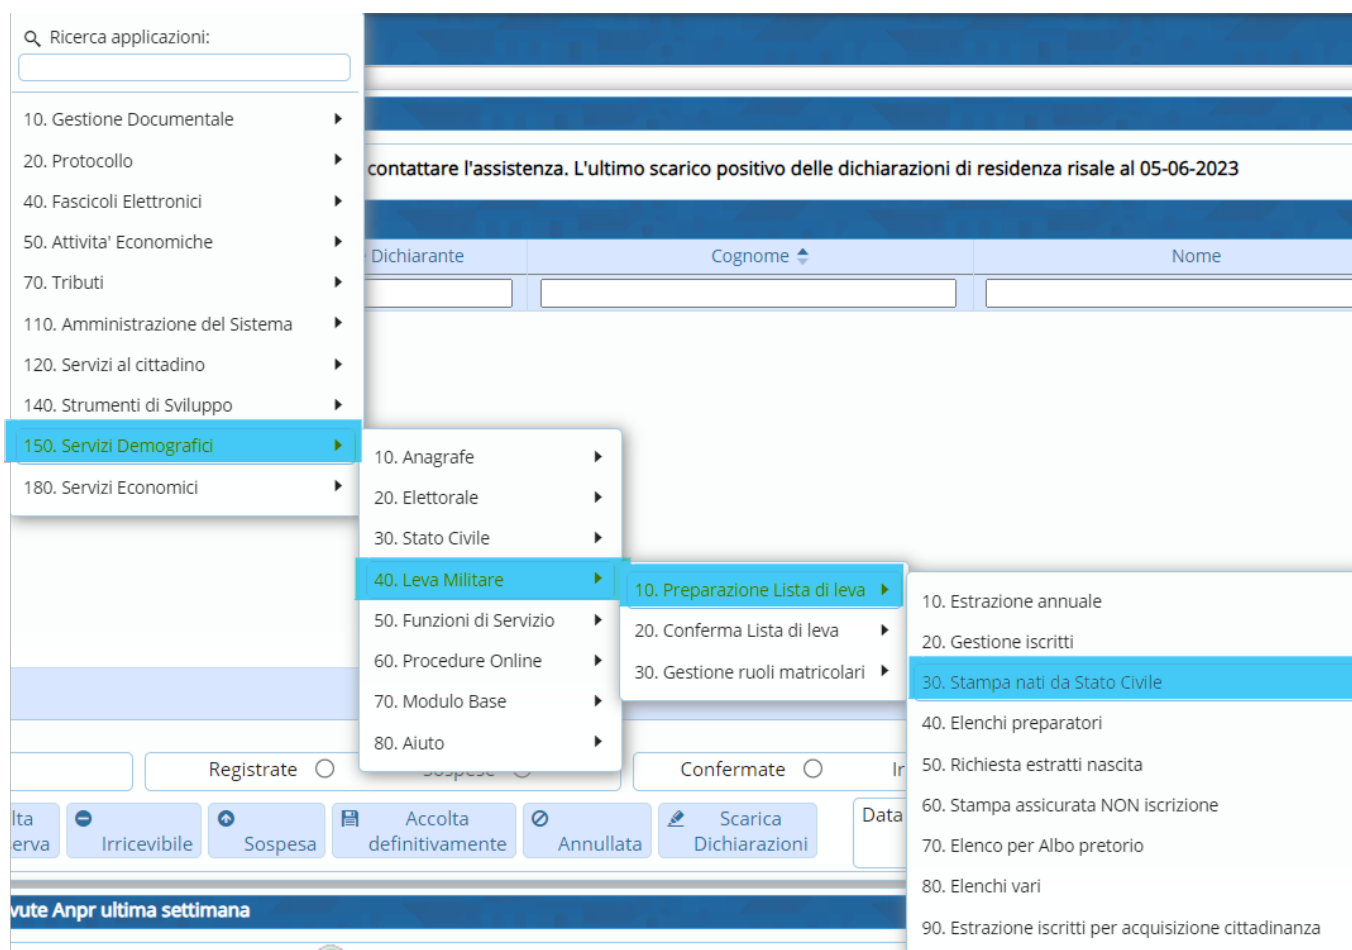 Ricerca applicazioni:
10. Gestione Documentale
20. Protocollo
40. Fascicoli Elettronici
50. Attivita' Economiche
70. Tributi
110. Amministrazione del Sistema
120. Servizi al cittadino
140. Strumenti di Sviluppo
150. Servizi Demografici
180. Servizi Economici
contattare l'assistenza. L'ultimo scarico positivo delle dichiarazioni di residenza risale al 05-06-2023
Dichiarante
Cognome
Nome
10. Anagrafe
20. Elettorale
30. Stato Civile
40. Leva Militare
50. Funzioni di Servizio
60. Procedure Online
70. Modulo Base
80. Aiuto
10. Preparazione Lista di leva
20. Conferma Lista di leva
30. Gestione ruoli matricolari
10. Estrazione annuale
20. Gestione iscritti
30. Stampa nati da Stato Civile
40. Elenchi preparatori
50. Richiesta estratti nascita
60. Stampa assicurata NON iscrizione
70. Elenco per Albo pretorio
80. Elenchi vari
90. Estrazione iscritti per acquisizione cittadinanza
Registrate
Confermate
Ir
lta
erva
Irricevibile
Sospesa
Accolta
definitivamente
Annullata
Scarica
Dichiarazioni
Data
vute Anpr ultima settimana